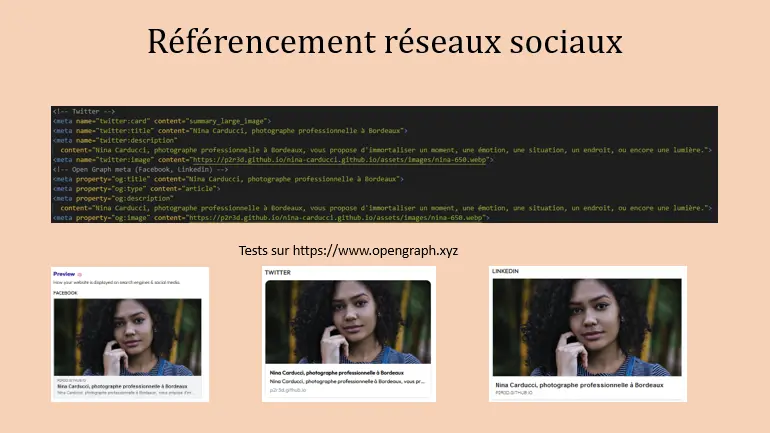 Référencement réseaux sociaux
<!-- Twitter -->
<meta name="twitter:card" content="summary_large_image">
<meta name="twitter:title" content="Nina Carducci, photographe professionnelle à Bordeaux">
<meta name="twitter:description"
content="Nina Carducci, photographe professionnelle à Bordeaux, vous propose d'immortaliser un moment, une émotion, une situation, un endroit, ou encore une lumière.">
<meta name="twitter:image" content="https://p2r3d.github.io/nina-carducci.github.io/assets/images/nina-650.webp">
<!-- Open Graph meta (Facebook, Linkedin) -->
<meta property="og:title" content="Nina Carducci, photographe professionnelle à Bordeaux">
<meta property="og:type" content="article">
<meta property="og:description"
content="Nina Carducci, photographe professionnelle à Bordeaux, vous propose d'immortaliser un moment, une émotion, une situation, un endroit, ou encore une lumière.">
<meta property="og:image" content="https://p2r3d.github.io/nina-carducci.github.io/assets/images/nina-650.webp">
Tests sur https://www.opengraph.xyz
Preview
How your website is displayed on search engines & social media.
FACEBOOK
P2R3D.GITHUB.IO
Nina Carducci, photographe professionnelle à Bordeaux
Nina Carducci, photographe professionnelle à Bordeaux, vous propose d'im...
TWITTER
Nina Carducci, photographe professionnelle à Bordeaux
Nina Carducci, photographe professionnelle à Bordeaux, vous pr...
p2r3d.github.io
LINKEDIN
Nina Carducci, photographe professionnelle à Bordeaux
P2R3D.GITHUB.IO